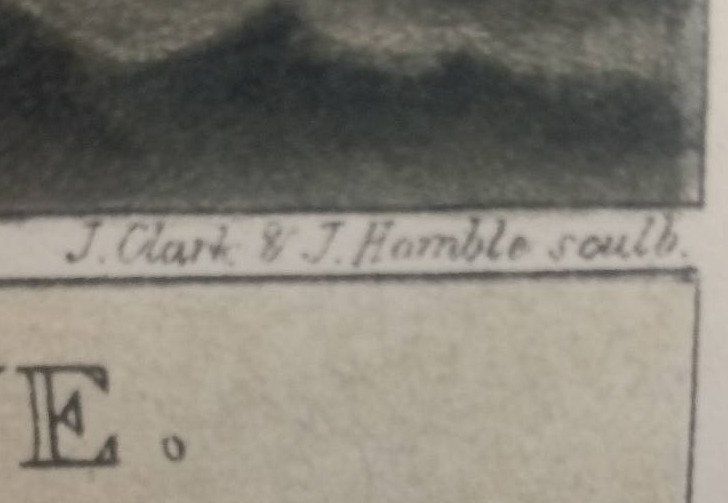 J. Clark & J. Hamble sculp.
E.